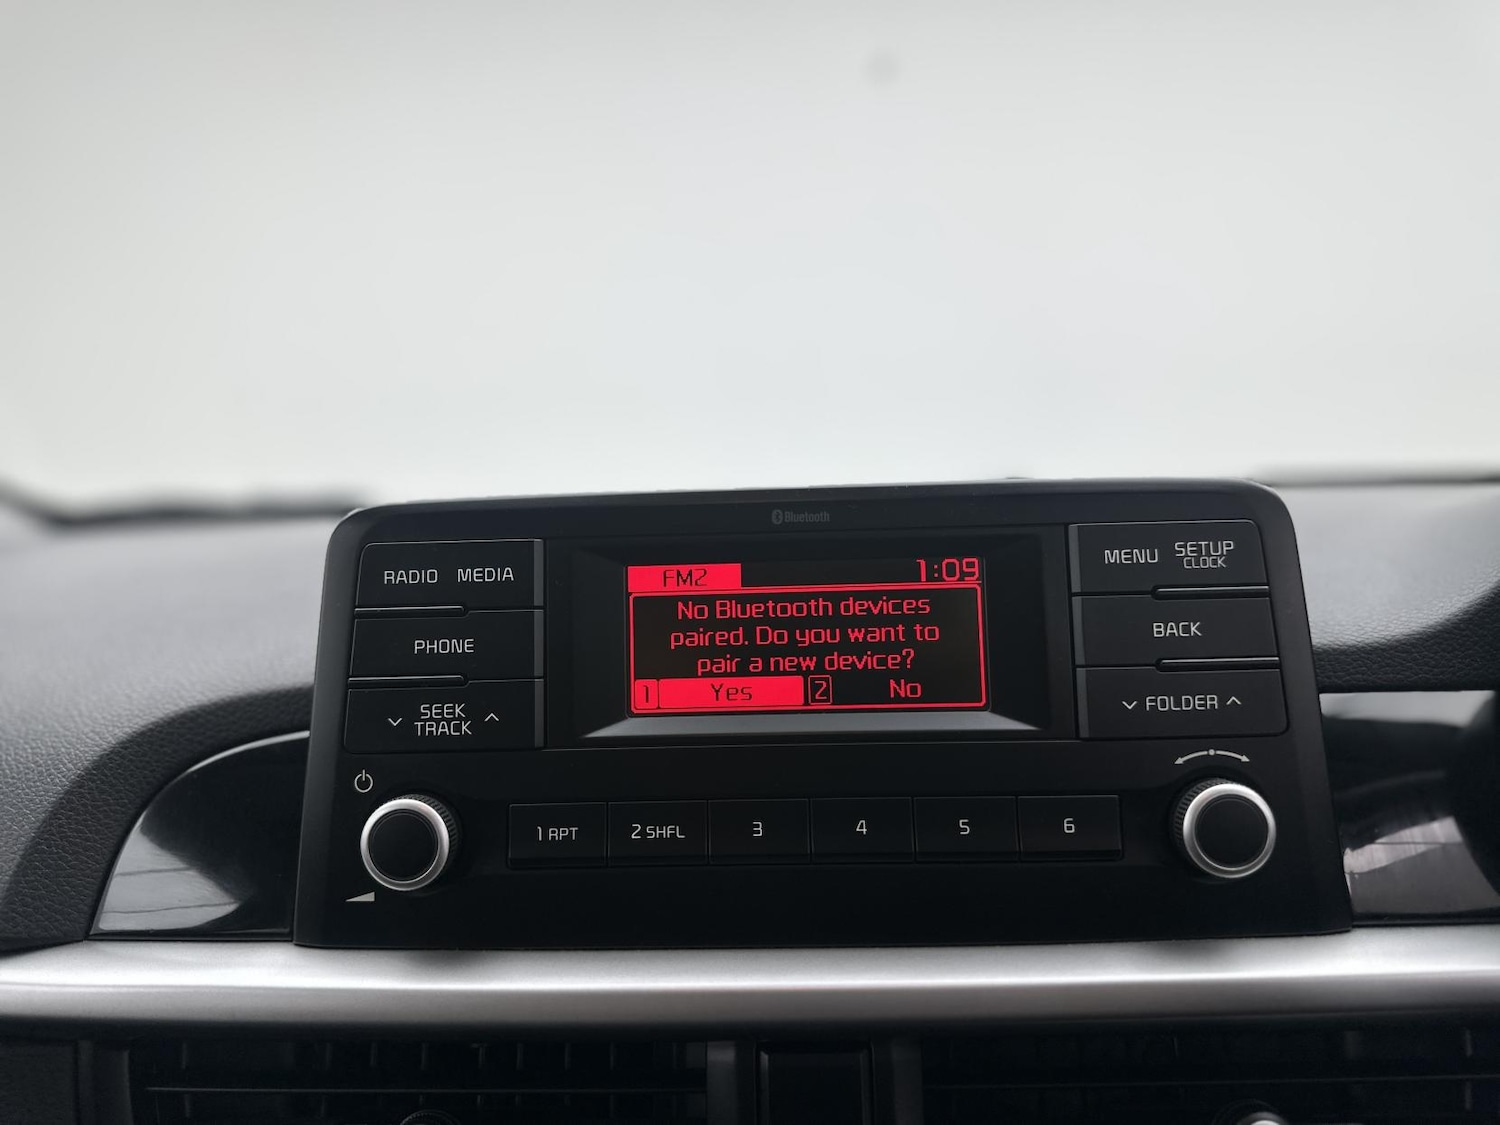 Bluetooth
RADIO MEDIA
PHONE
SEEK
TRACK
FM2 1:09
No Bluetooth devices
paired. Do you want to
pair a new device?
1 Yes 2 No
MENU SETUP
CLOCK
BACK
FOLDER
1 RPT 2 SHFL 3 4 5 6